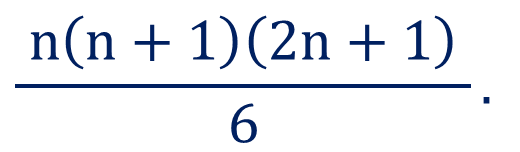 n(n + 1)(2n + 1)
6 .